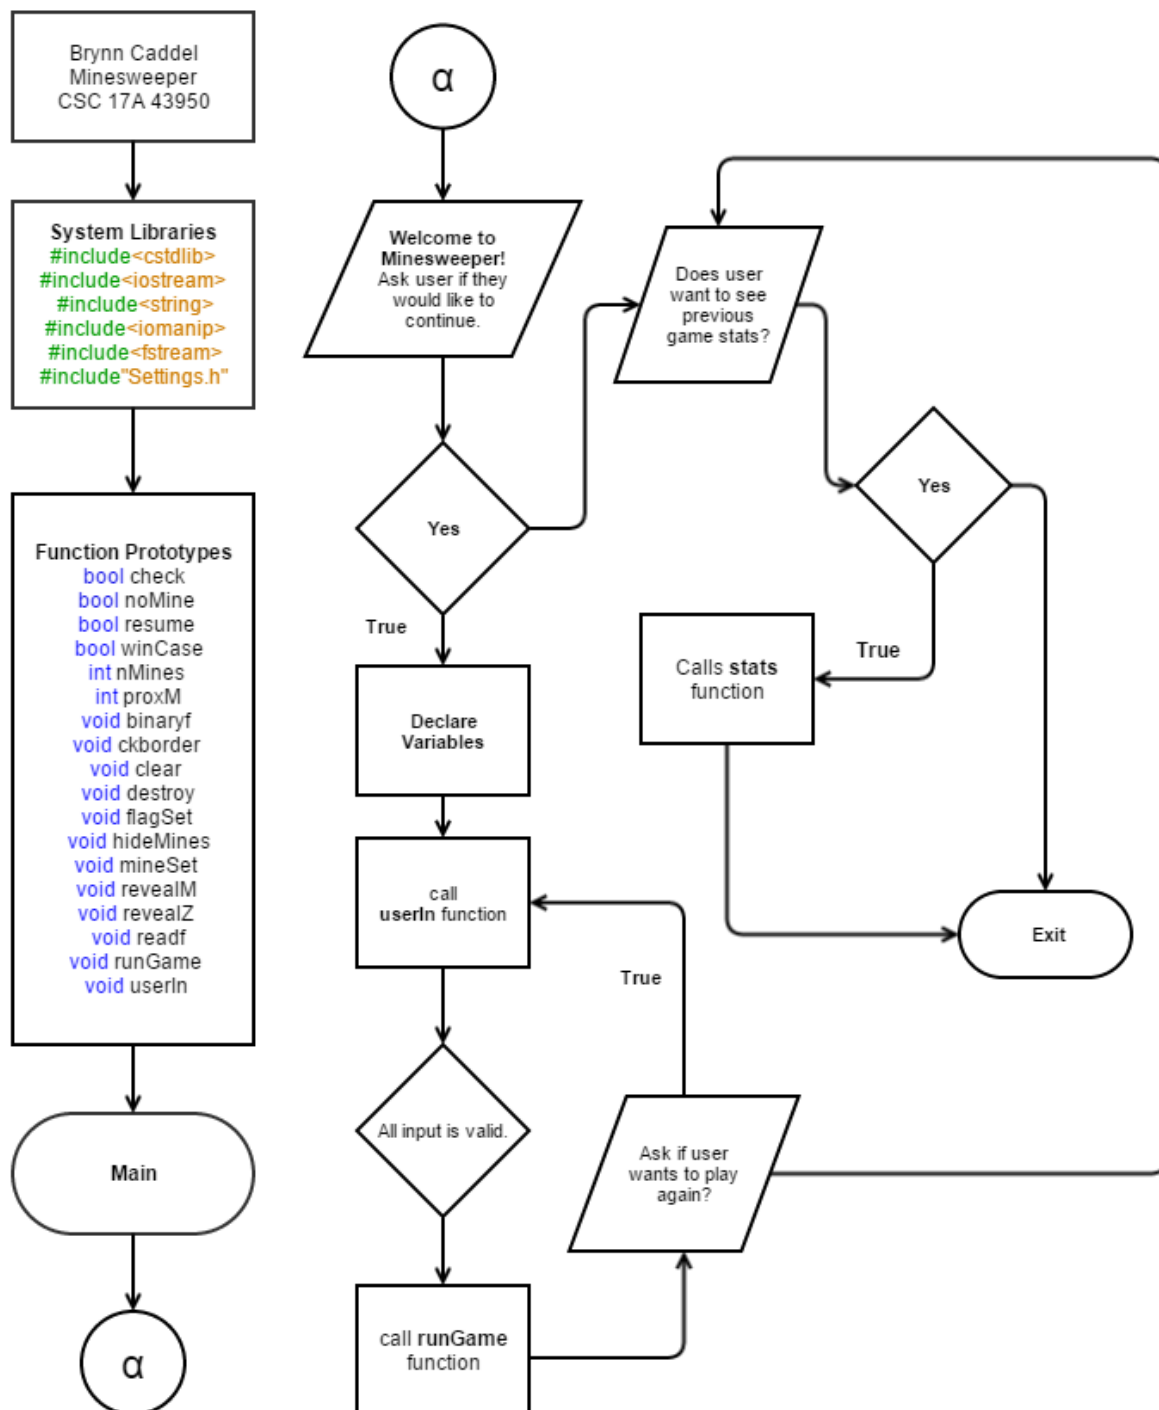 Brynn Caddel
Minesweeper
CSC 17A 43950
System Libraries
#include<cstdlib>
#include<iostream>
#include<string>
#include<iomanip>
#include<fstream>
#include"Settings.h"
Function Prototypes
bool check
bool noMine
bool resume
bool winCase
int nMines
int proxM
void binaryf
void ckborder
void clear
void destroy
void flagSet
void hideMines
void mineSet
void revealM
void revealZ
void readf
void runGame
void userIn
Main
α
α
Welcome to
Minesweeper!
Ask user if they
would like to
continue.
Yes
True
Declare
Variables
call
userIn function
All input is valid.
call runGame
function
Ask if user
wants to play
again?
True
Does user
want to see
previous
game stats?
Yes
True
Calls stats
function
Exit